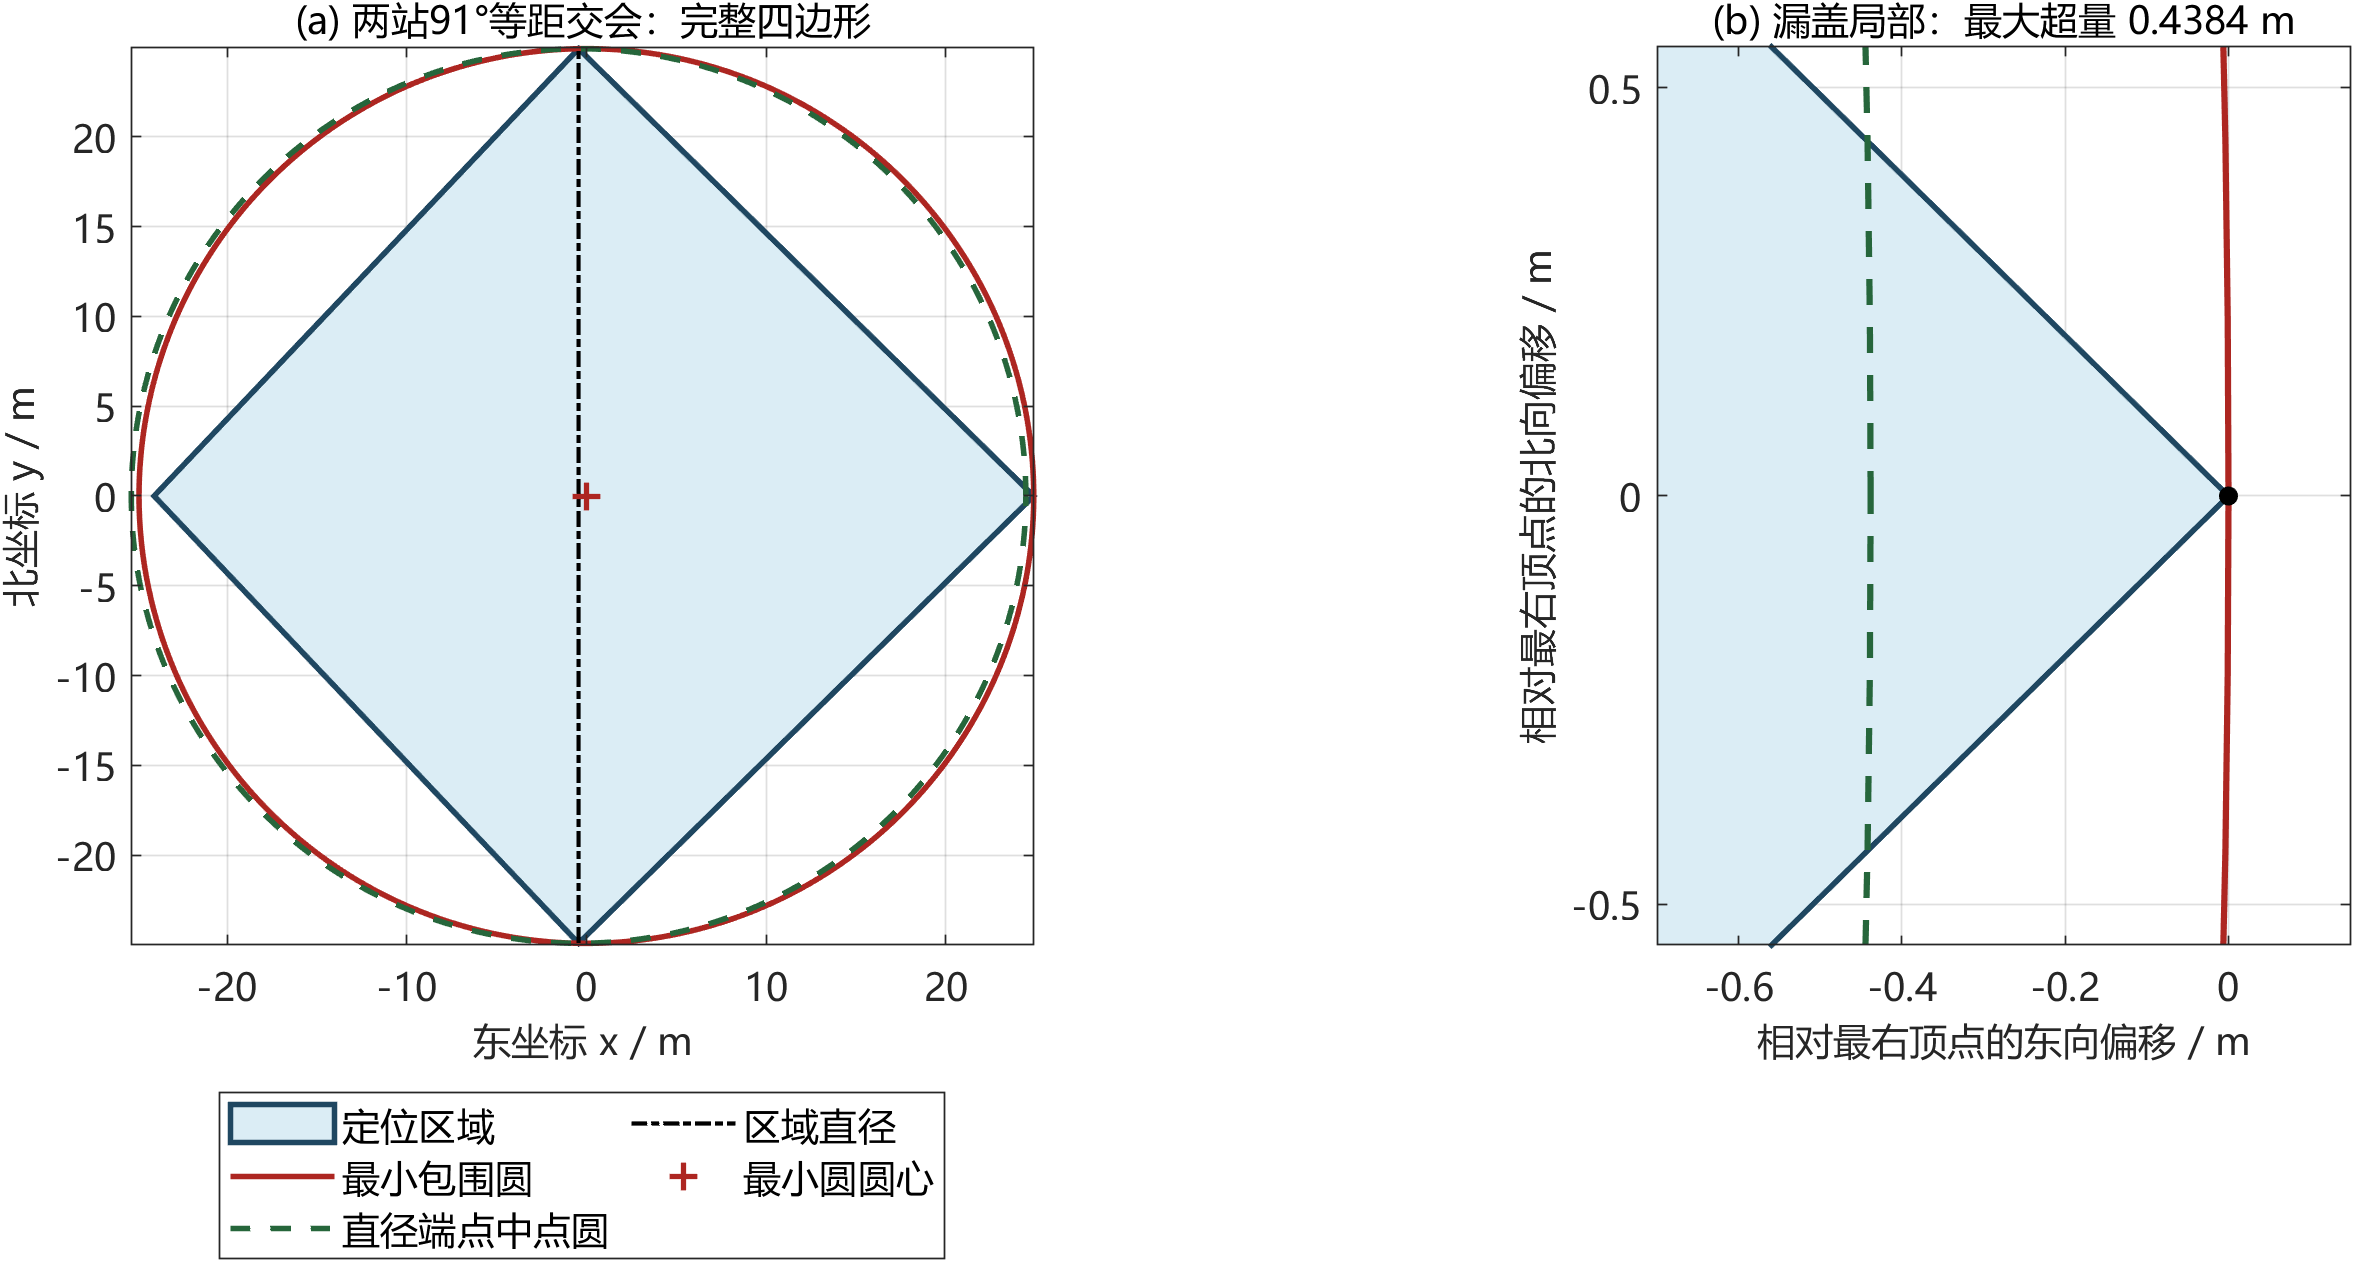 (a) 两站91°等距交会：完整四边形
20
15
10
5
0
-5
-10
-15
-20
北坐标 y / m
-20
-10
0
10
20
东坐标 x / m
定位区域
区域直径
最小包围圆
最小圆圆心
直径端点中点圆
(b) 漏盖局部：最大超量 0.4384 m
0.5
0
-0.5
相对最右顶点的北向偏移 / m
-0.6
-0.4
-0.2
0
相对最右顶点的东向偏移 / m